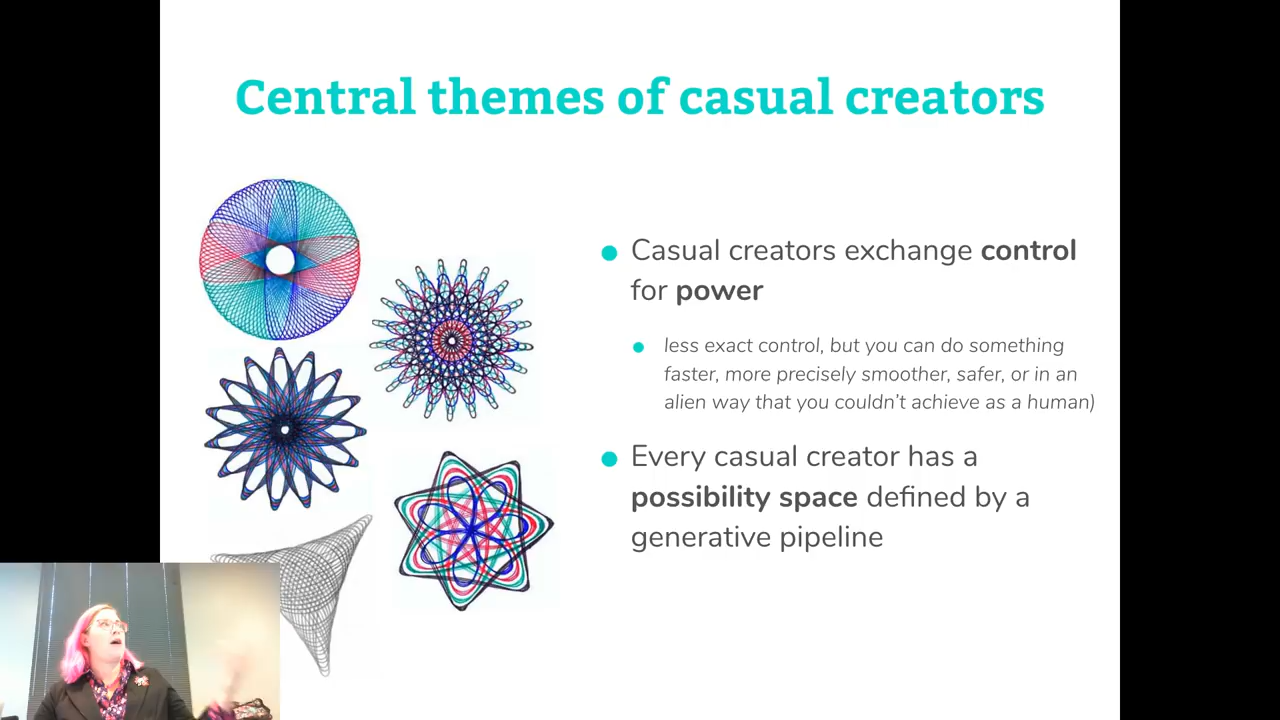 Central themes of casual creators
Casual creators exchange control
for power
less exact control, but you can do something
faster, more precisely smoother, safer, or in an
alien way that you couldn't achieve as a human)
Every casual creator has a
possibility space defined by a
generative pipeline